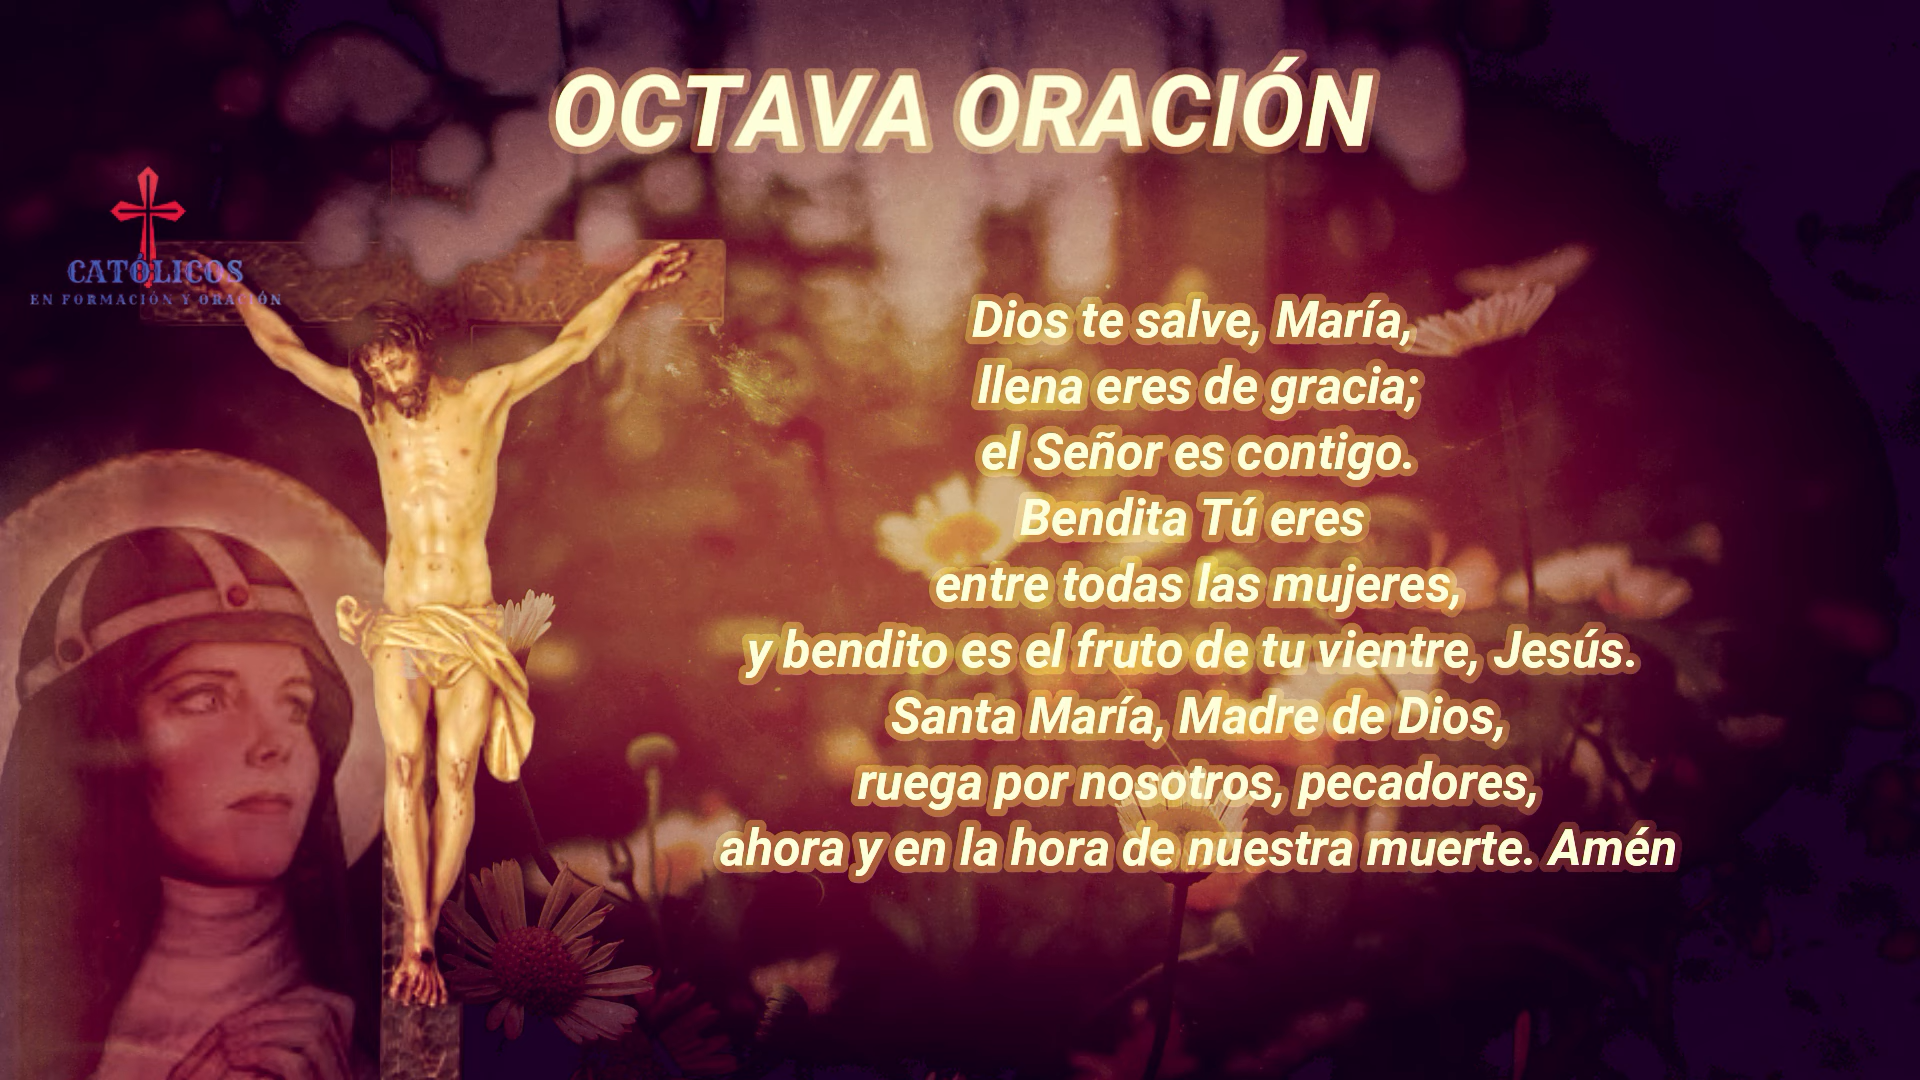 OCTAVA ORACIÓN
CATÓLICOS
EN FORMACIÓN Y ORACIÓN
Dios te salve, María,
llena eres de gracia;
el Señor es contigo.
Bendita Tú eres
entre todas las mujeres,
y bendito es el fruto de tu vientre, Jesús.
Santa María, Madre de Dios,
ruega por nosotros, pecadores,
ahora y en la hora de nuestra muerte. Amén